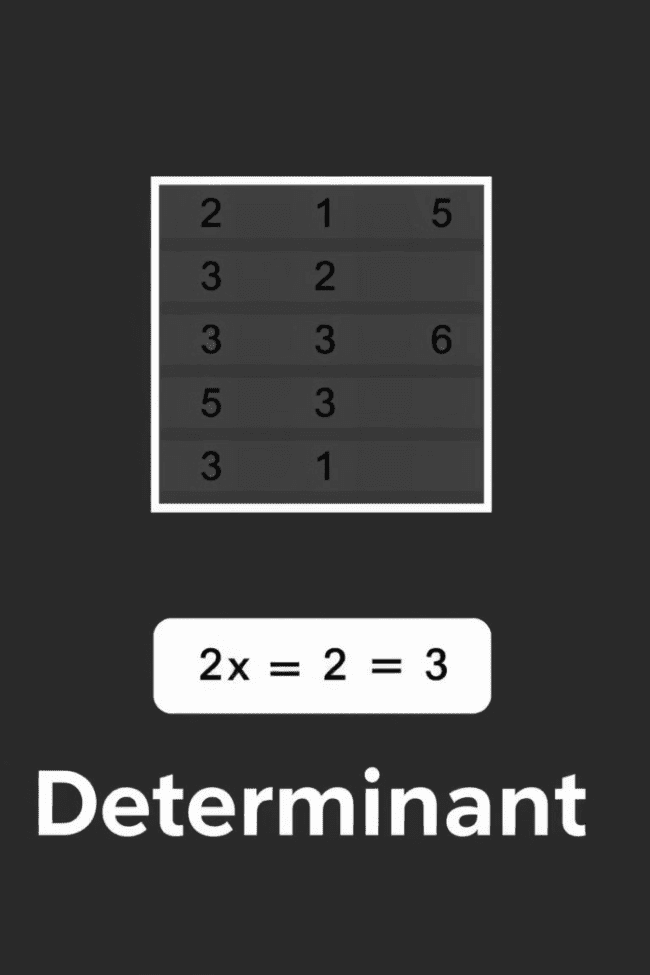 2 1 5
3 2
3 3 6
5 3
3 1
2x = 2 = 3
Determinant